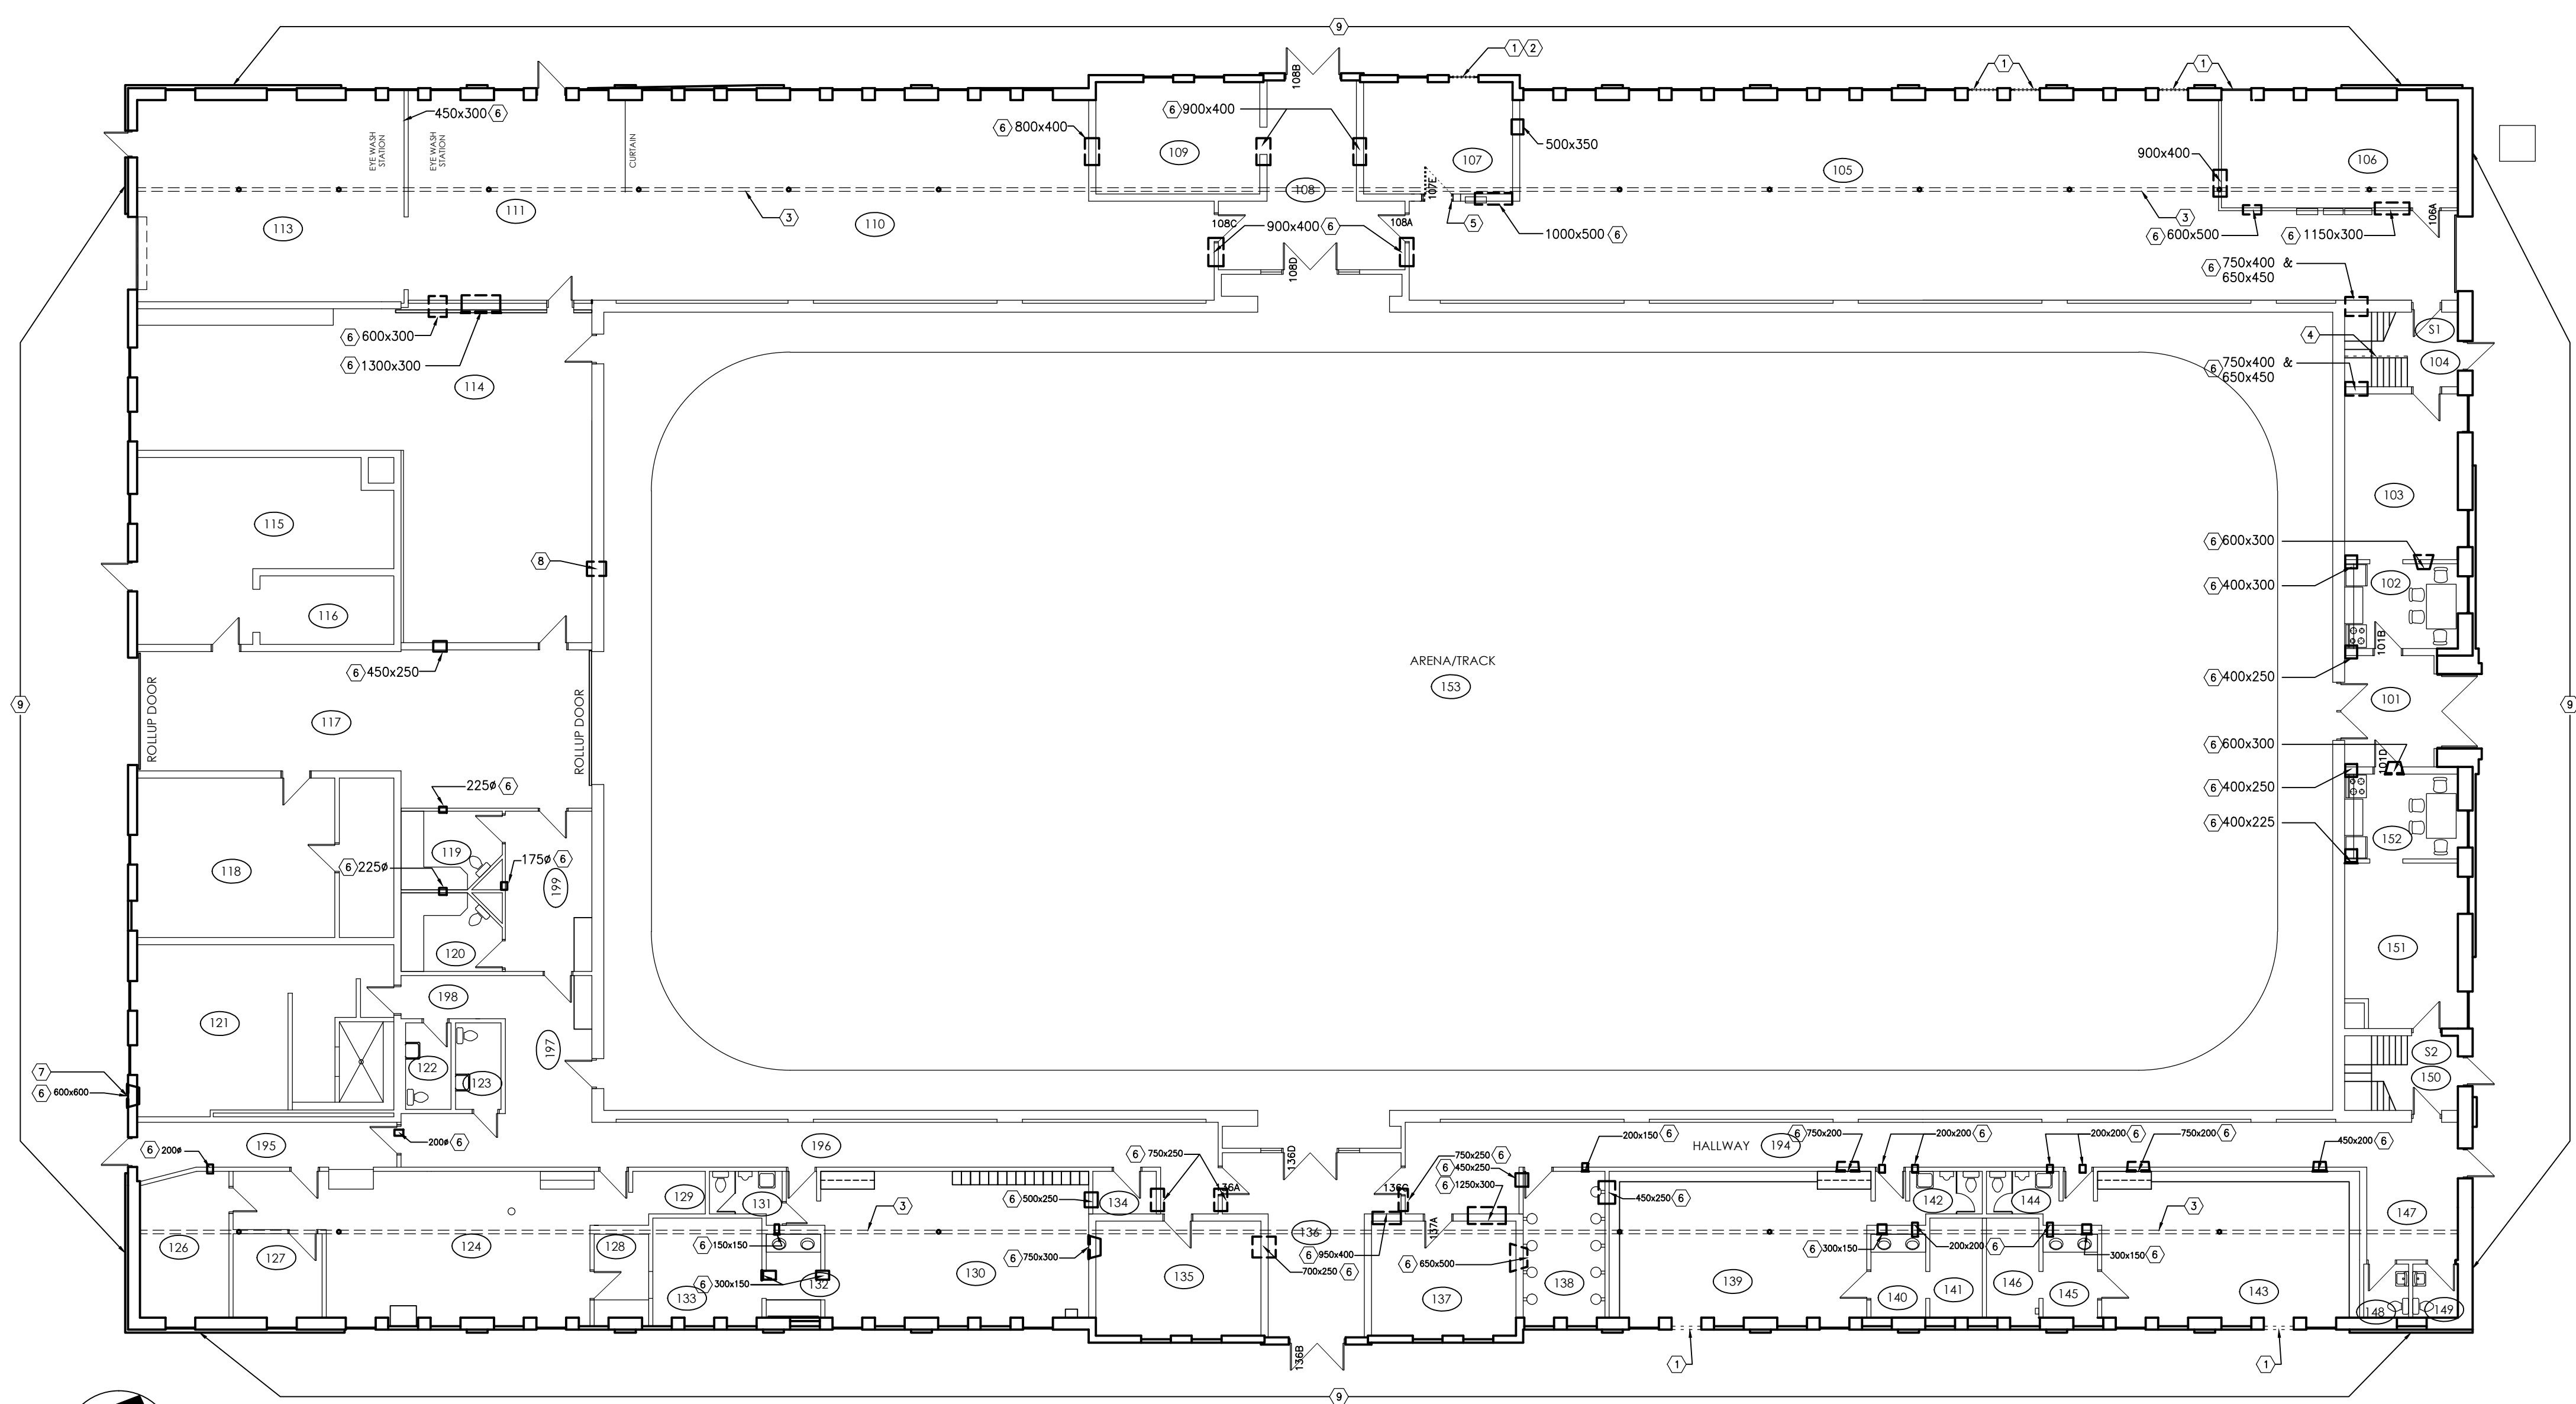 9
1 2
1
1
108B
450x300 6
6 900x400
6 800x400
EYE WASH
STATION
EYE WASH
STATION
CURTAIN
109
107
500x350
105
900x400
106
108
107E
3
113
111
110
108C
900x400 6
108A
5
1000x500 6
3
6 600x500
6 1150x300
106A
108D
6 750x400 &
650x450
6 600x300
6 1300x300
114
4
S1
104
6 750x400 &
650x450
115
103
8
6 600x300
6 400x300
102
116
101B
6 450x250
ARENA/TRACK
153
6 400x250
9
ROLLUP DOOR
117
ROLLUP DOOR
101
9
6 600x300
101D
225ø 6
6 400x250
6 400x225
152
119
175ø 6
6 225ø
118
199
120
151
198
121
197
122
123
S2
150
7
6 600x600
6 200ø
195
200ø 6
196
6 750x250
136D
750x250 6
6 450x250
200x150 6
HALLWAY
194
6 750x200
200x200 6
200x200 6
750x200 6
450x200 6
129
131
6 500x250
134
136A
136C
6 1250x300
450x250 6
142
144
147
126
127
124
128
6 150x150
3
136
137A
6 950x400
6 750x300
700x250 6
6 650x500
6 300x150
200x200 6
300x150 6
3
133
6 300x150
132
130
135
137
138
139
140
141
146
145
143
148
149
136B
1
1
9